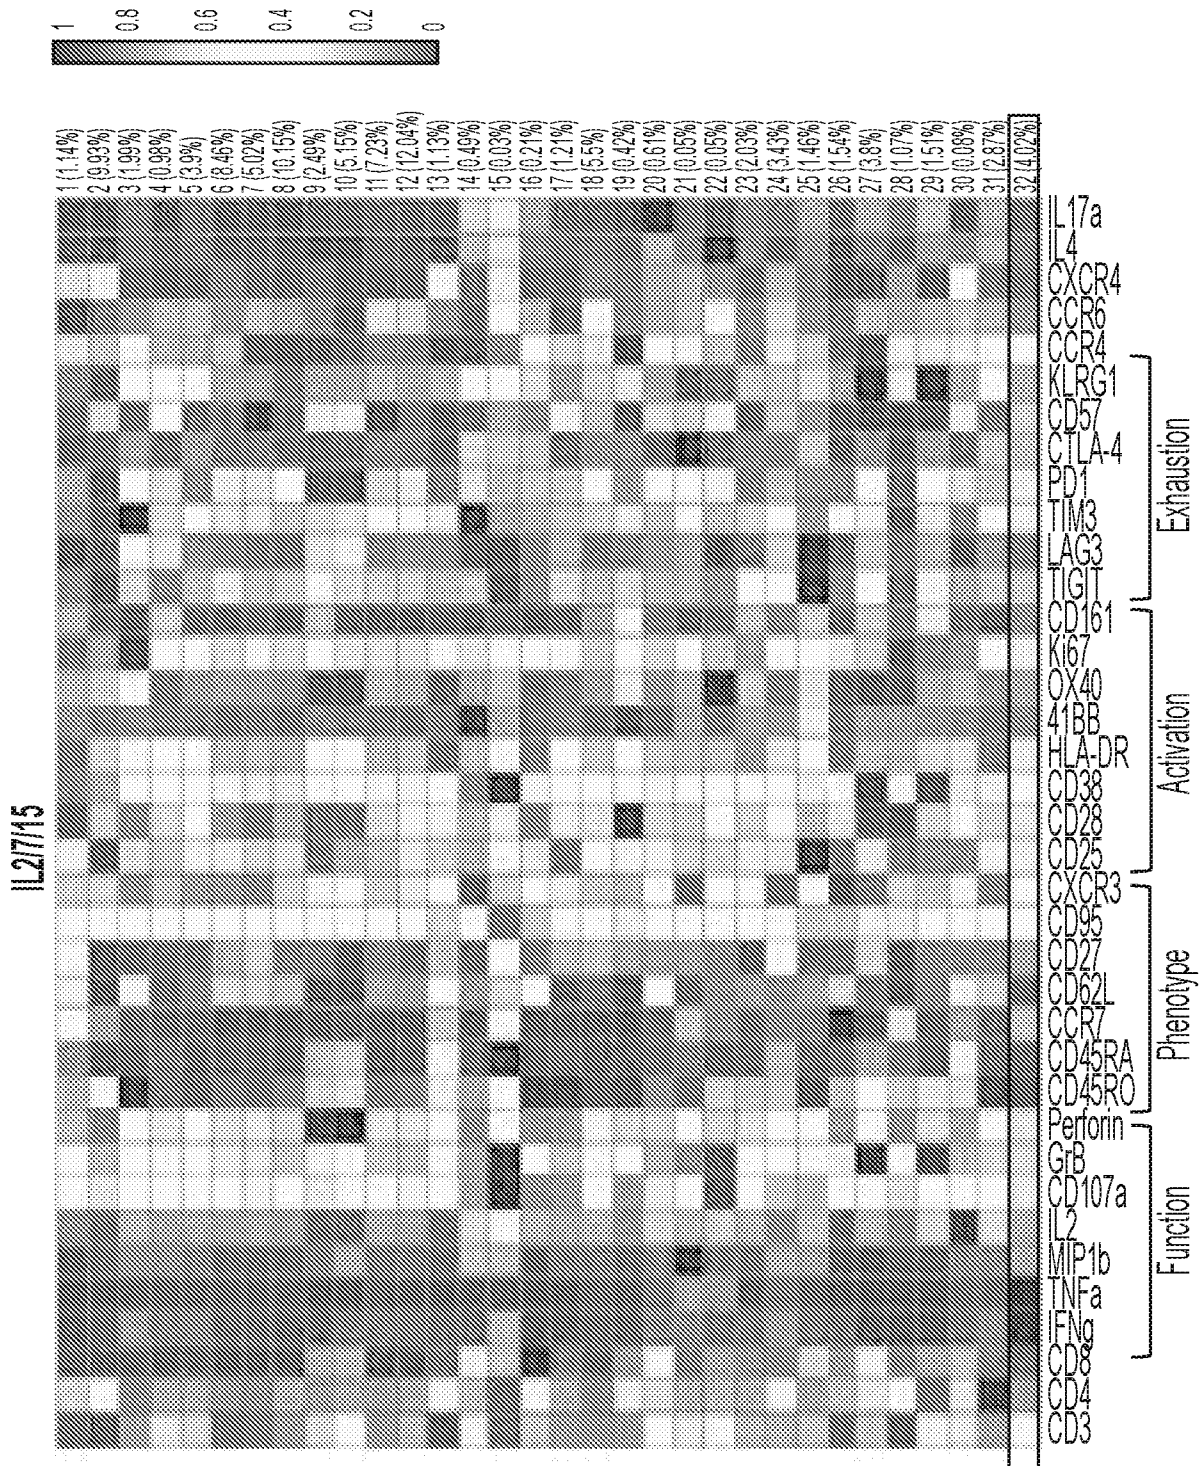 IL2/7/15
1
0.8
0.6
0.4
0.2
0
1 (1.14%)
2 (9.93%)
3 (1.99%)
4 (0.98%)
5 (3.9%)
6 (8.46%)
7 (5.02%)
8 (10.15%)
9 (2.49%)
10 (5.15%)
11 (7.23%)
12 (12.04%)
13 (1.13%)
14 (0.49%)
15 (0.03%)
16 (0.21%)
17 (1.21%)
18 (5.5%)
19 (0.42%)
20 (0.61%)
21 (0.05%)
22 (0.05%)
23 (2.03%)
24 (3.43%)
25 (1.46%)
26 (1.54%)
27 (3.8%)
28 (1.07%)
29 (1.51%)
30 (0.08%)
31 (2.87%)
32 (4.02%)
IL17a
IL4
CXCR4
CCR6
CCR4
KLRG1
CD57
CTLA-4
PD1
TIM3
LAG3
TIGIT
CD161
Ki67
OX40
41BB
HLA-DR
CD38
CD28
CD25
CXCR3
CD95
CD27
CD62L
CCR7
CD45RA
CD45RO
Perforin
GrB
CD107a
IL2
MIP1b
TNFa
IFNg
CD8
CD4
CD3
Exhaustion
Activation
Phenotype
Function